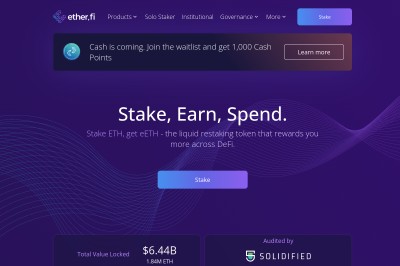 ether.fi
Products Solo Staker Institutional Governance More Stake
Cash is coming. Join the waitlist and get 1,000 Cash
Points
Learn more
Stake, Earn, Spend.
Stake ETH, get eETH - the liquid restaking token that rewards you
more across DeFi.
Stake
Total Value Locked
$6.44B
1.84M ETH
Audited by
SOLIDIFIED